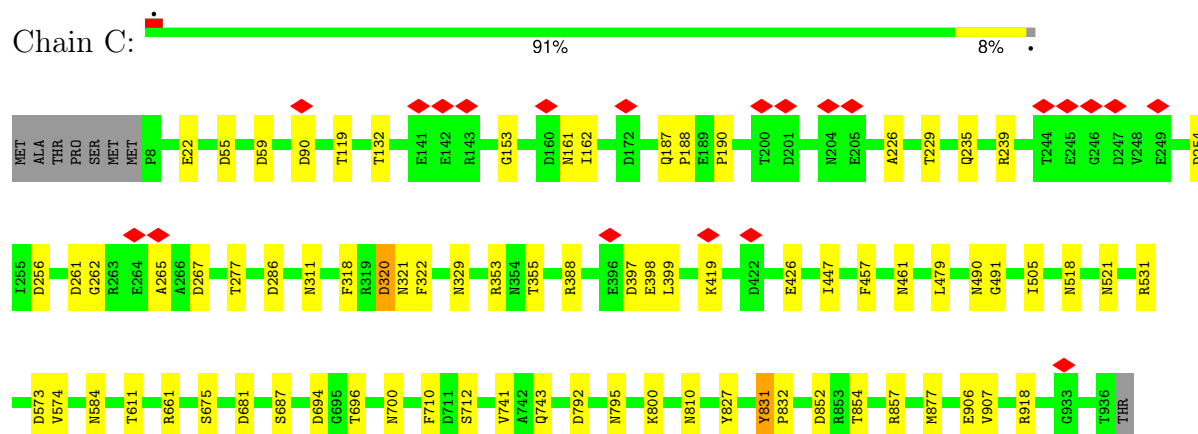 Chain C:
91% 8%
MET ALA THR PRO SER MET MET P8 E22 D55 D59 D90 T119 T132 E141 E142 R143 G153 D160 N161 I162 D172 Q187 P188 E189 P190 T200 D201 N204 E205 A226 T229 Q235 R239 T244 E245 G246 D247 V248 E249
I255 D256 D261 G262 R263 E264 A265 A266 D267 T277 D286 N311 F318 R319 D320 N321 F322 N329 R353 N354 T355 R388 E396 D397 E398 L399 K419 D422 E426 I447 F457 N461 L479 N490 G491 I505 N518 N521 R531
D573 V574 N584 T611 R661 S675 D681 S687 D694 G695 T696 N700 F710 D711 S712 V741 A742 Q743 D792 N795 K800 N810 Y827 Y831 P832 D852 R853 T854 R857 M877 E906 V907 R918 G933 T936 THR